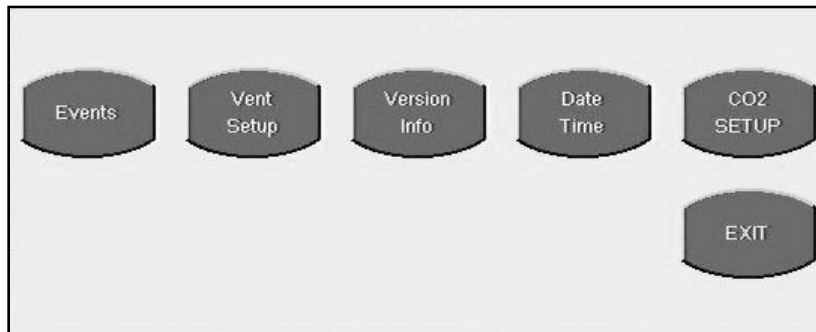 Events
Vent
Setup
Version
Info
Date
Time
CO2
SETUP
EXIT